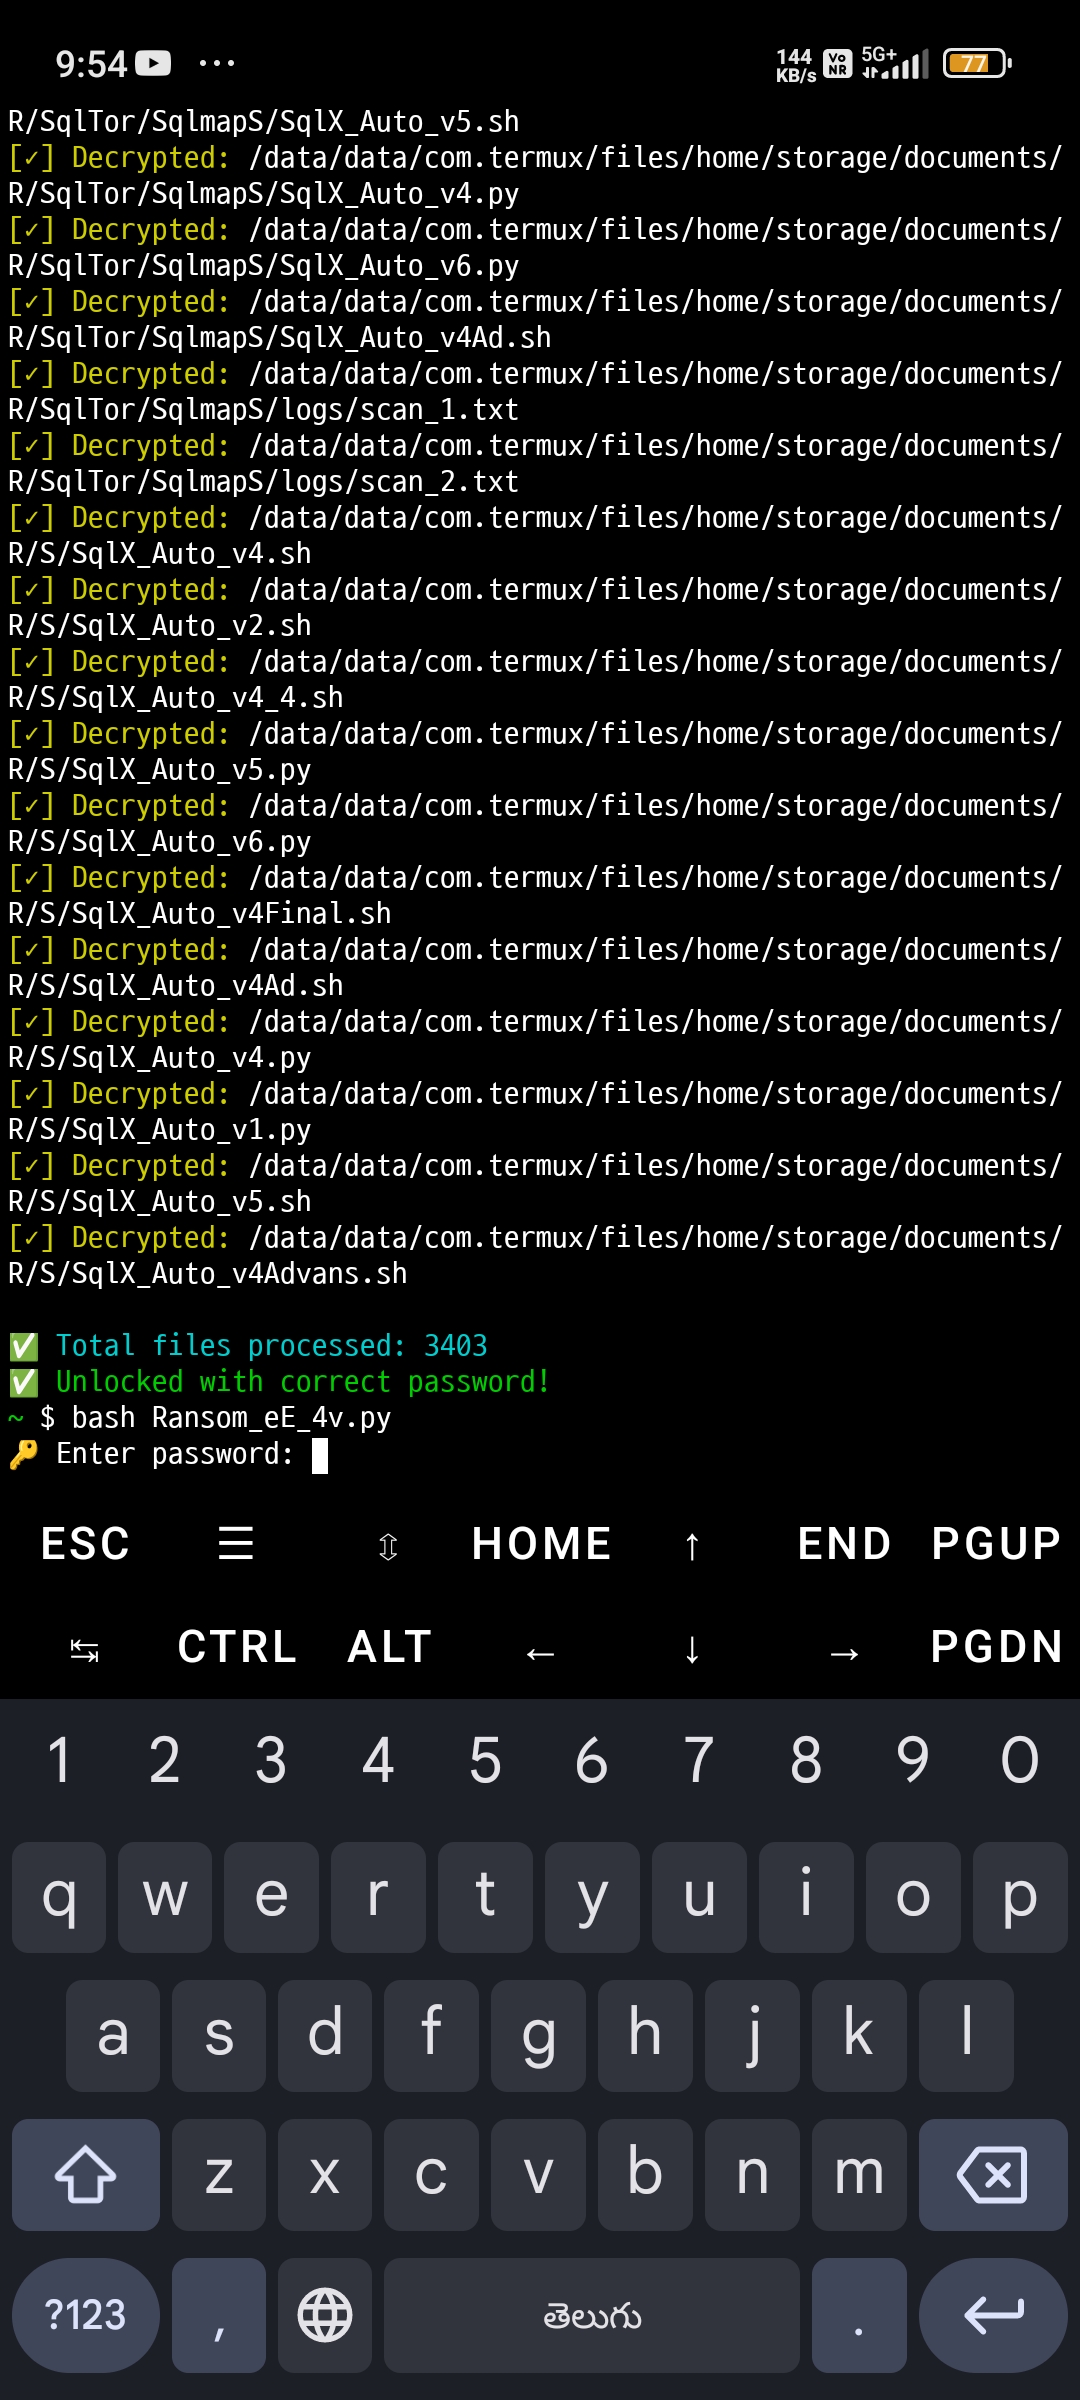 9:54 ...
144 KB/s Vo NR 5G+ 77
R/SqlTor/SqlmapS/SqlX_Auto_v5.sh
[✓] Decrypted: /data/data/com.termux/files/home/storage/documents/
R/SqlTor/SqlmapS/SqlX_Auto_v4.py
[✓] Decrypted: /data/data/com.termux/files/home/storage/documents/
R/SqlTor/SqlmapS/SqlX_Auto_v6.py
[✓] Decrypted: /data/data/com.termux/files/home/storage/documents/
R/SqlTor/SqlmapS/SqlX_Auto_v4Ad.sh
[✓] Decrypted: /data/data/com.termux/files/home/storage/documents/
R/SqlTor/SqlmapS/logs/scan_1.txt
[✓] Decrypted: /data/data/com.termux/files/home/storage/documents/
R/SqlTor/SqlmapS/logs/scan_2.txt
[✓] Decrypted: /data/data/com.termux/files/home/storage/documents/
R/S/SqlX_Auto_v4.sh
[✓] Decrypted: /data/data/com.termux/files/home/storage/documents/
R/S/SqlX_Auto_v2.sh
[✓] Decrypted: /data/data/com.termux/files/home/storage/documents/
R/S/SqlX_Auto_v4_4.sh
[✓] Decrypted: /data/data/com.termux/files/home/storage/documents/
R/S/SqlX_Auto_v5.py
[✓] Decrypted: /data/data/com.termux/files/home/storage/documents/
R/S/SqlX_Auto_v6.py
[✓] Decrypted: /data/data/com.termux/files/home/storage/documents/
R/S/SqlX_Auto_v4Final.sh
[✓] Decrypted: /data/data/com.termux/files/home/storage/documents/
R/S/SqlX_Auto_v4Ad.sh
[✓] Decrypted: /data/data/com.termux/files/home/storage/documents/
R/S/SqlX_Auto_v4.py
[✓] Decrypted: /data/data/com.termux/files/home/storage/documents/
R/S/SqlX_Auto_v1.py
[✓] Decrypted: /data/data/com.termux/files/home/storage/documents/
R/S/SqlX_Auto_v5.sh
[✓] Decrypted: /data/data/com.termux/files/home/storage/documents/
R/S/SqlX_Auto_v4Advans.sh
✅ Total files processed: 3403
✅ Unlocked with correct password!
~ $ bash Ransom_eE_4v.py
🔑 Enter password:
ESC ☰ ⇳ HOME ↑ END PGUP
↹ CTRL ALT ← ↓ → PGDN
1 2 3 4 5 6 7 8 9 0
q w e r t y u i o p
a s d f g h j k l
z x c v b n m
?123 , తెలుగు .